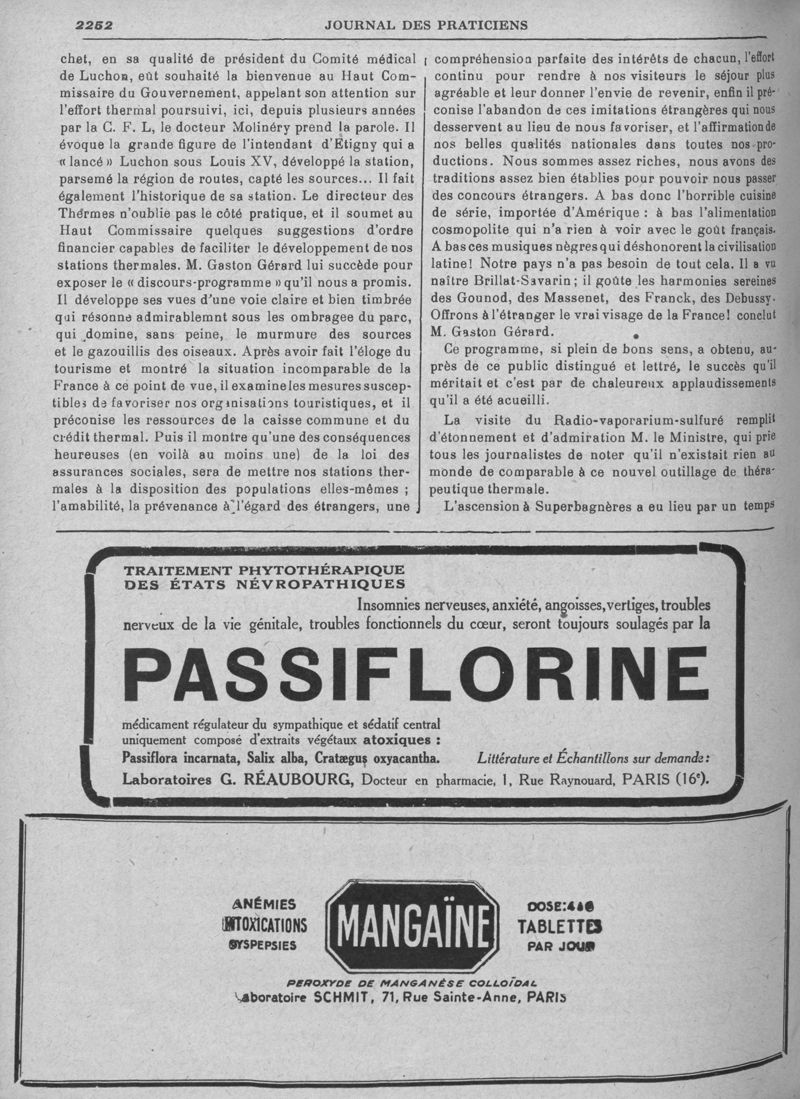 2252
JOURNAL DES PRATICIENS
chet, en sa qualité de président du Comité médical
de Luchon, eût souhaité la bienvenue au Haut Com-
missaire du Gouvernement, appelant son attention sur
l'effort thermal poursuivi, ici, depuis plusieurs années
par la C. F. L, le docteur Molinéry prend la parole. Il
évoque la grande figure de l'intendant d'Etigny qui a
« lancé » Luchon sous Louis XV, développé la station,
parsemé la région de routes, capté les sources... Il fait
également l'historique de sa station. Le directeur des
Thérmes n'oublie pas le côté pratique, et il soumet au
Haut Commissaire quelques suggestions d'ordre
financier capables de faciliter le développement de nos
stations thermales. M. Gaston Gérard lui succède pour
exposer le « discours-programme » qu'il nous a promis.
Il développe ses vues d'une voie claire et bien timbrée
qui résonne admirablemnt sous les ombragee du parc,
qui domine, sans peine, le murmure des sources
et le gazouillis des oiseaux. Après avoir fait l'éloge du
tourisme et montré la situation incomparable de la
France à ce point de vue, il examine les mesures suscep-
tibles de favoriser nos orginisations touristiques, et il
préconise les ressources de la caisse commune et du
crédit thermal. Puis il montre qu'une des conséquences
heureuses (en voilà au moins une) de la loi des
assurances sociales, sera de mettre nos stations ther-
males à la disposition des populations elles-mêmes ;
l'amabilité, la prévenance à l'égard des étrangers, une
compréhension parfaite des intérêts de chacun, l'effort
continu pour rendre à nos visiteurs le séjour plus
agréable et leur donner l'envie de revenir, enfin il pré-
conise l'abandon de ces imitations étrangères qui nous
desservent au lieu de nous favoriser, et l'affirmation de
nos belles qualités nationales dans toutes nos pro-
ductions. Nous sommes assez riches, nous avons des
traditions assez bien établies pour pouvoir nous passer
des concours étrangers. A bas donc l'horrible cuisine
de série, importée d'Amérique : à bas l'alimentation
cosmopolite qui n'a rien à voir avec le goût français.
A bas ces musiques nègres qui déshonorent la civilisation
latine! Notre pays n'a pas besoin de tout cela. Il a vu
naître Brillat-Savarin ; il goûte les harmonies sereines
des Gounod, des Massenet, des Franck, des Debussy.
Offrons à l'étranger le vrai visage de la France! conclut
M. Gaston Gérard.
Ce programme, si plein de bons sens, a obtenu, au-
près de ce public distingué et lettré, le succès qu'il
méritait et c'est par de chaleureux applaudissements
qu'il a été acueilli.
La visite du Radio-vaporarium-sulfuré remplit
d'étonnement et d'admiration M. le Ministre, qui prie
tous les journalistes de noter qu'il n'existait rien au
monde de comparable à ce nouvel outillage de théra-
peutique thermale.
L'ascension à Superbagnères a eu lieu par un temps
TRAITEMENT PHYTOTHÉRAPIQUE
DES ÉTATS NÉVROPATHIQUES
Insomnies nerveuses, anxiété, angoisses, vertiges, troubles
nerveux de la vie génitale, troubles fonctionnels du cœur, seront toujours soulagés par la
PASSIFLORINE
médicament régulateur du sympathique et sédatif central
uniquement composé d'extraits végétaux atoxiques :
Passiflora incarnata, Salix alba, Cratægus oxyacantha.
Littérature et Échantillons sur demande :
Laboratoires G. RÉAUBOURG, Docteur en pharmacie, 1, Rue Raynouard, PARIS (16e).
ANÉMIES
INTOXICATIONS
DYSPEPSIES
MANGAÏNE
DOSE: 4 à 6
TABLETTES
PAR JOUR
PEROXYDE DE MANGANÈSE COLLOÏDAL
Laboratoire SCHMIT, 71, Rue Sainte-Anne, PARIS